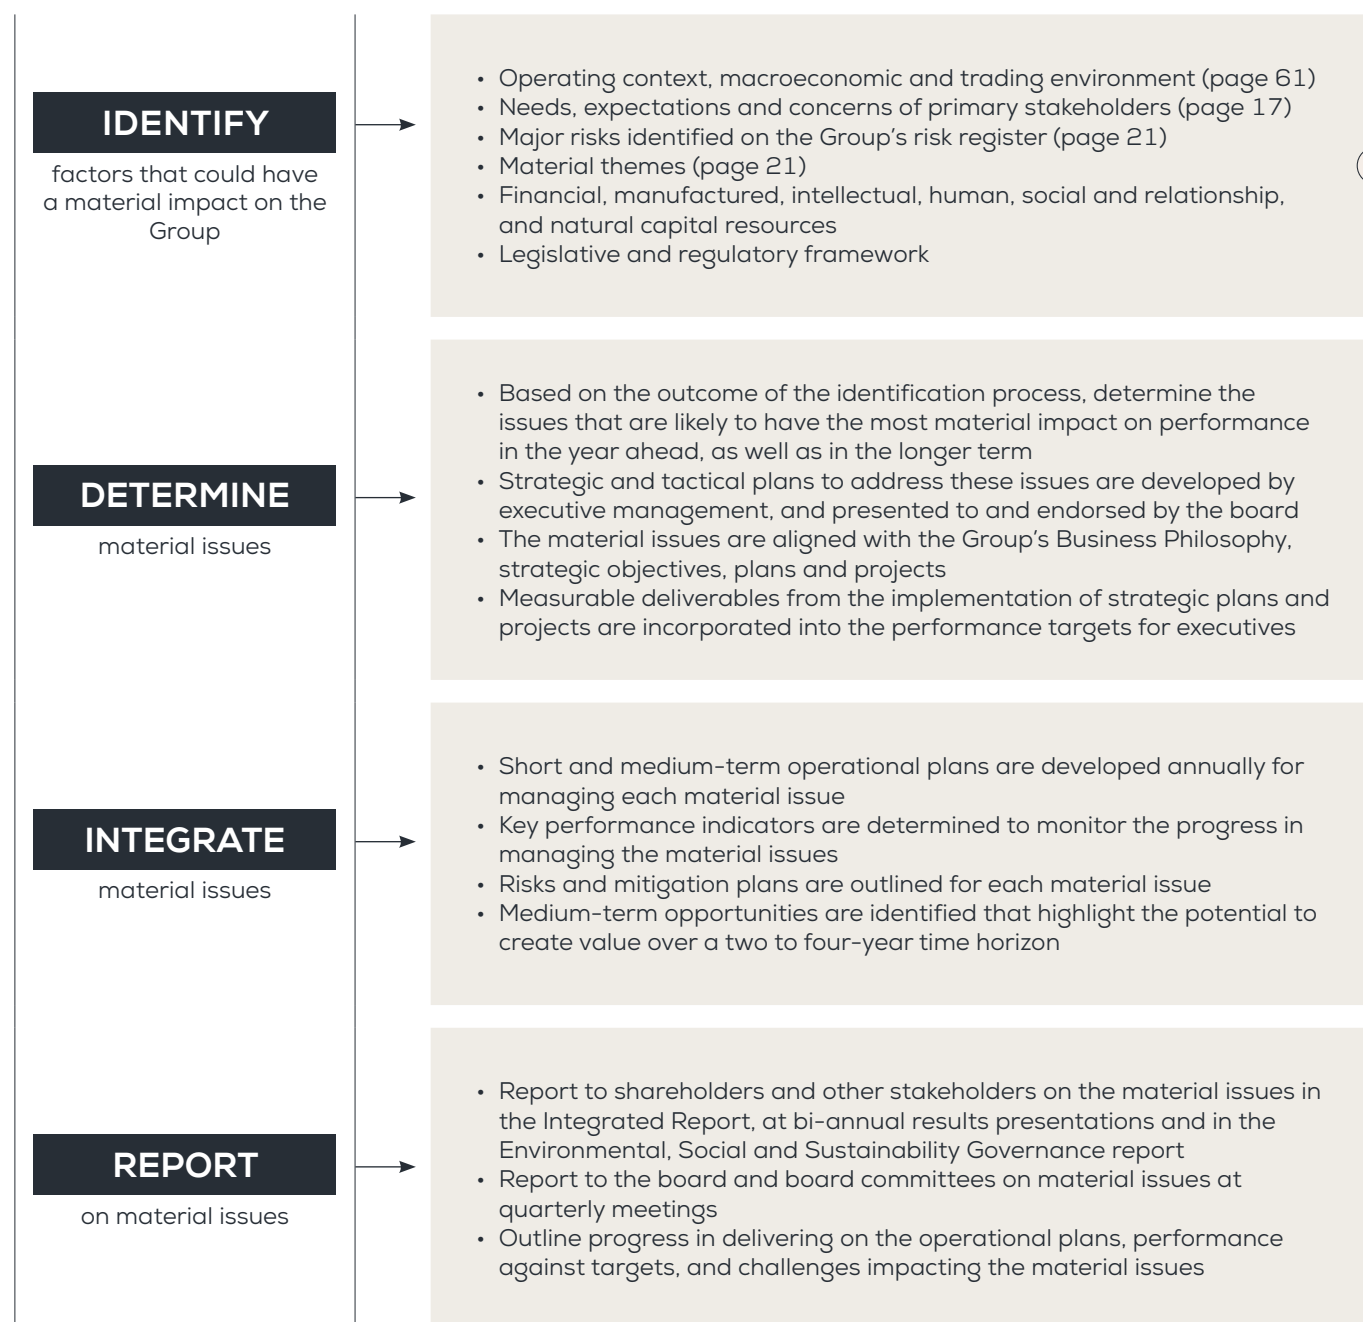 IDENTIFY
factors that could have
a material impact on the
Group
• Operating context, macroeconomic and trading environment (page 61)
• Needs, expectations and concerns of primary stakeholders (page 17)
• Major risks identified on the Group's risk register (page 21)
• Material themes (page 21)
• Financial, manufactured, intellectual, human, social and relationship,
and natural capital resources
• Legislative and regulatory framework
DETERMINE
material issues
• Based on the outcome of the identification process, determine the
issues that are likely to have the most material impact on performance
in the year ahead, as well as in the longer term
• Strategic and tactical plans to address these issues are developed by
executive management, and presented to and endorsed by the board
• The material issues are aligned with the Group's Business Philosophy,
strategic objectives, plans and projects
• Measurable deliverables from the implementation of strategic plans and
projects are incorporated into the performance targets for executives
INTEGRATE
material issues
• Short and medium-term operational plans are developed annually for
managing each material issue
• Key performance indicators are determined to monitor the progress in
managing the material issues
• Risks and mitigation plans are outlined for each material issue
• Medium-term opportunities are identified that highlight the potential to
create value over a two to four-year time horizon
REPORT
on material issues
• Report to shareholders and other stakeholders on the material issues in
the Integrated Report, at bi-annual results presentations and in the
Environmental, Social and Sustainability Governance report
• Report to the board and board committees on material issues at
quarterly meetings
• Outline progress in delivering on the operational plans, performance
against targets, and challenges impacting the material issues